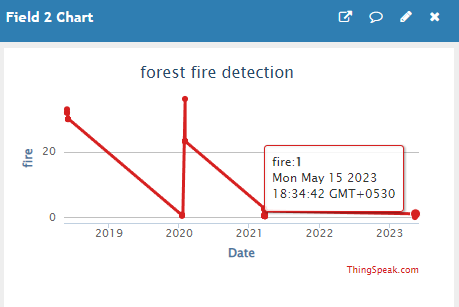 Field 2 Chart
forest fire detection
fire
20
0
fire:1
Mon May 15 2023
18:34:42 GMT+0530
2019 2020 2021 2022 2023
Date
ThingSpeak.com